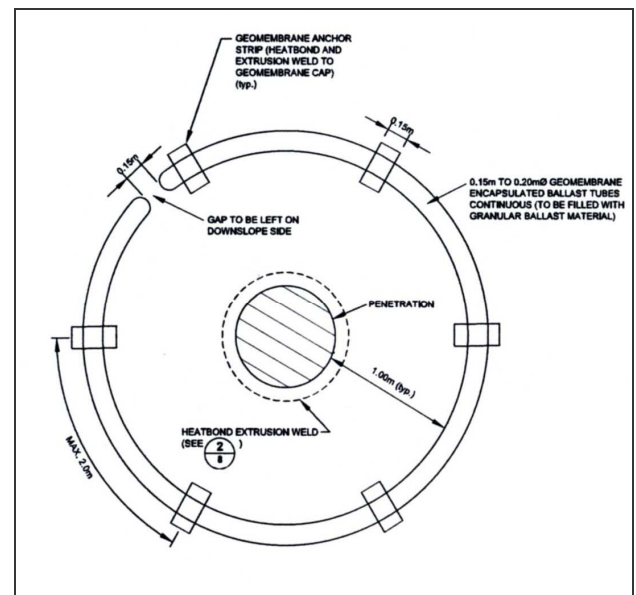 GEOMEMBRANE ANCHOR
STRIP (HEATBOND AND
EXTRUSION WELD TO
GEOMEMBRANE CAP)
(typ.)
0.15m
0.15m
0.15m TO 0.20mØ GEOMEMBRANE
ENCAPSULATED BALLAST TUBES
CONTINUOUS (TO BE FILLED WITH
GRANULAR BALLAST MATERIAL)
GAP TO BE LEFT ON
DOWNSLOPE SIDE
PENETRATION
1.00m (typ.)
HEATBOND EXTRUSION WELD
(SEE 2 )
8
MAX. 2.0m